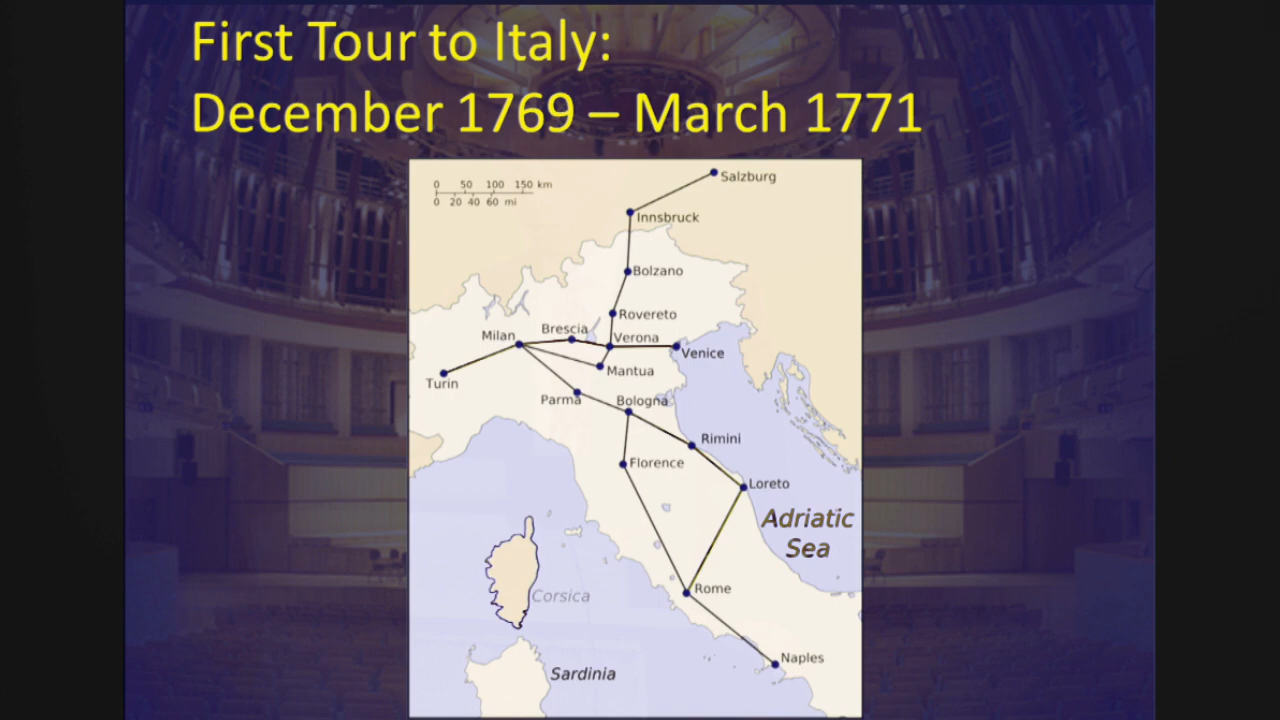 First Tour to Italy:
December 1769 – March 1771
0 50 100 150 km
0 20 40 60 mi
Salzburg
Innsbruck
Bolzano
Rovereto
Milan
Brescia
Verona
Venice
Turin
Mantua
Parma
Bologna
Rimini
Florence
Loreto
Adriatic
Sea
Rome
Corsica
Naples
Sardinia